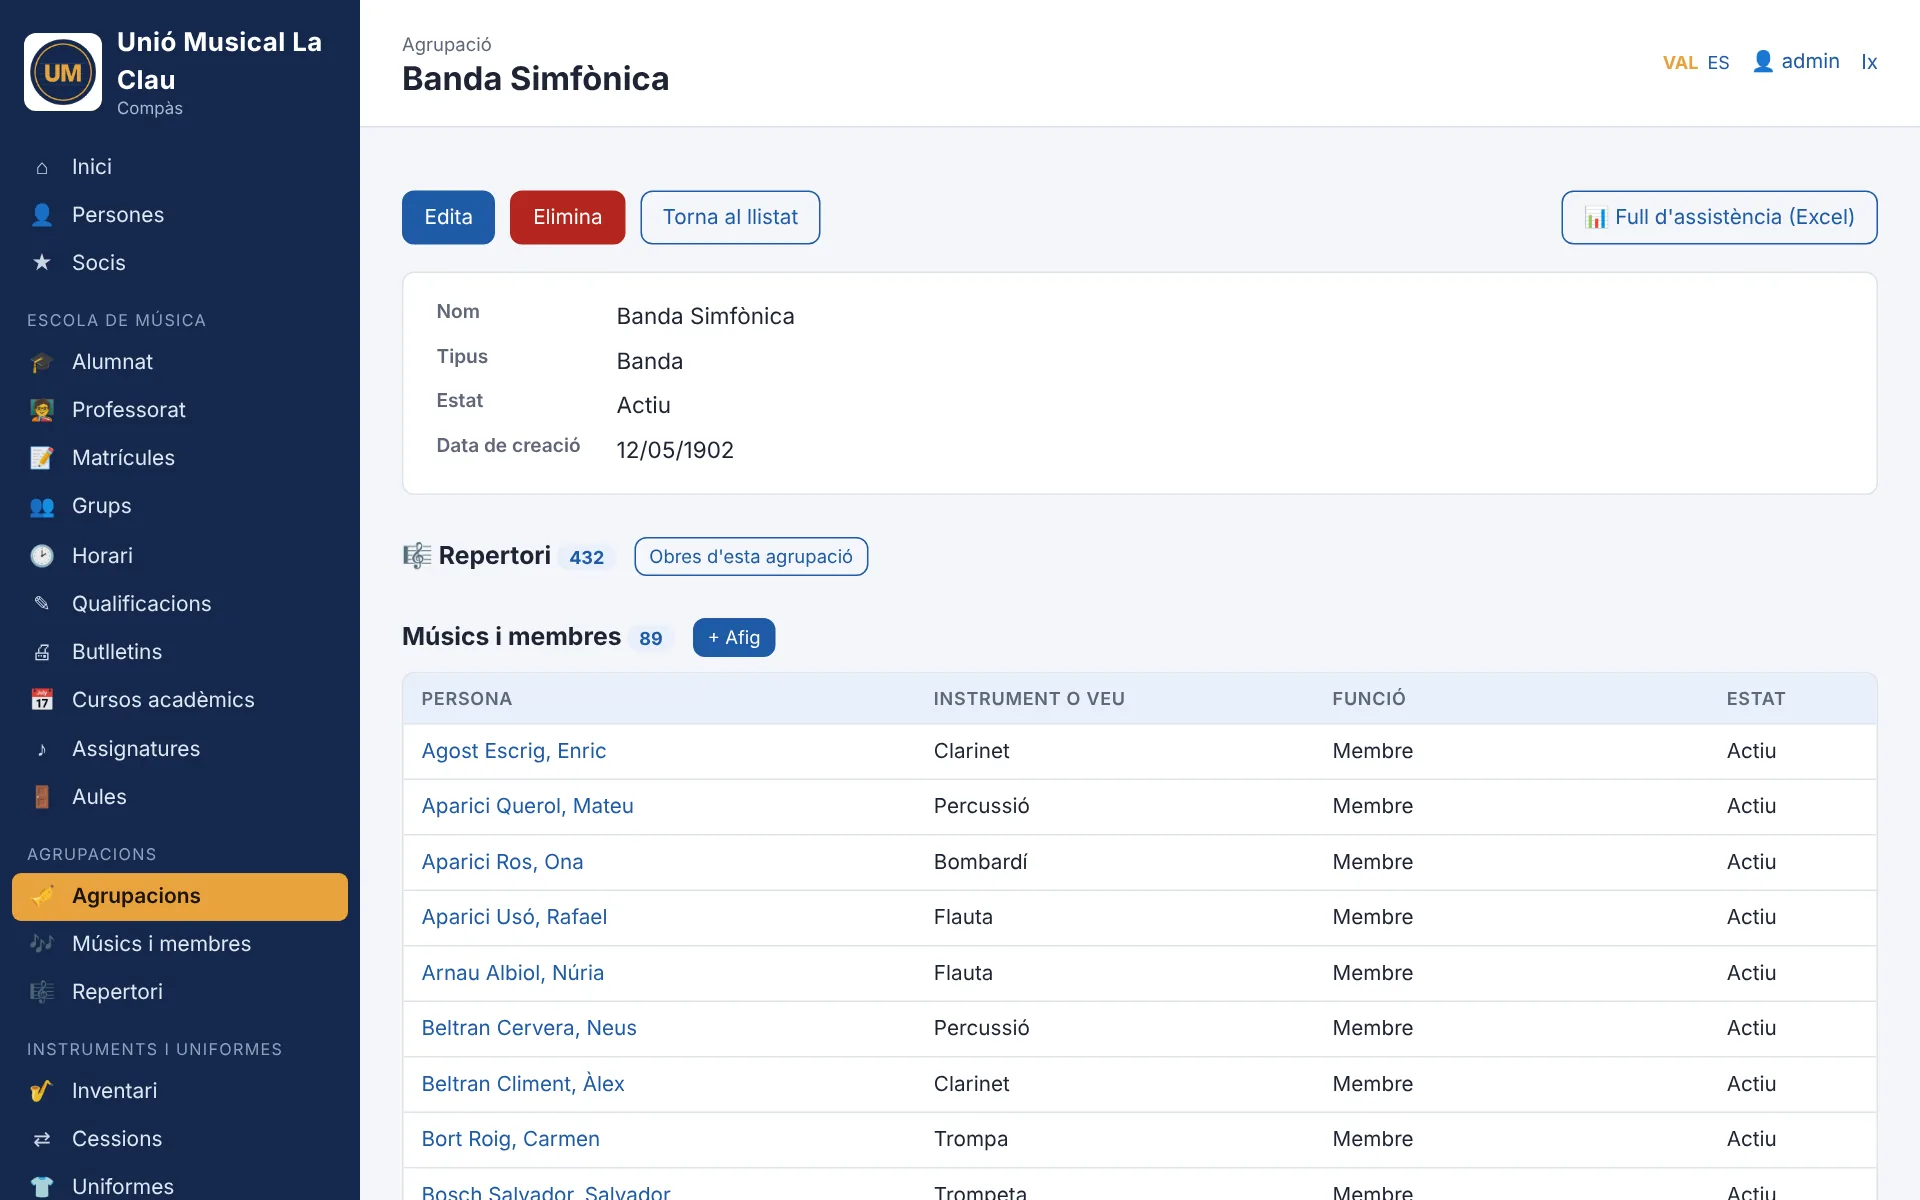 UM
Unió Musical La
Clau
Compàs
Inici
Persones
Socis
ESCOLA DE MÚSICA
Alumnat
Professorat
Matrícules
Grups
Horari
Qualificacions
Butlletins
Cursos acadèmics
Assignatures
Aules
AGRUPACIONS
Agrupacions
Músics i membres
Repertori
INSTRUMENTS I UNIFORMES
Inventari
Cessions
Uniformes
Agrupació
Banda Simfònica
VAL ES admin Ix
Edita Elimina Torna al llistat Full d'assistència (Excel)
Nom Banda Simfònica
Tipus Banda
Estat Actiu
Data de creació 12/05/1902
Repertori 432 Obres d'esta agrupació
Músics i membres 89 + Afig
PERSONA INSTRUMENT O VEU FUNCIÓ ESTAT
Agost Escrig, Enric Clarinet Membre Actiu
Aparici Querol, Mateu Percussió Membre Actiu
Aparici Ros, Ona Bombardí Membre Actiu
Aparici Usó, Rafael Flauta Membre Actiu
Arnau Albiol, Núria Flauta Membre Actiu
Beltran Cervera, Neus Percussió Membre Actiu
Beltran Climent, Àlex Clarinet Membre Actiu
Bort Roig, Carmen Trompa Membre Actiu
Bosch Salvador, Salvador Trompeta Membre Actiu